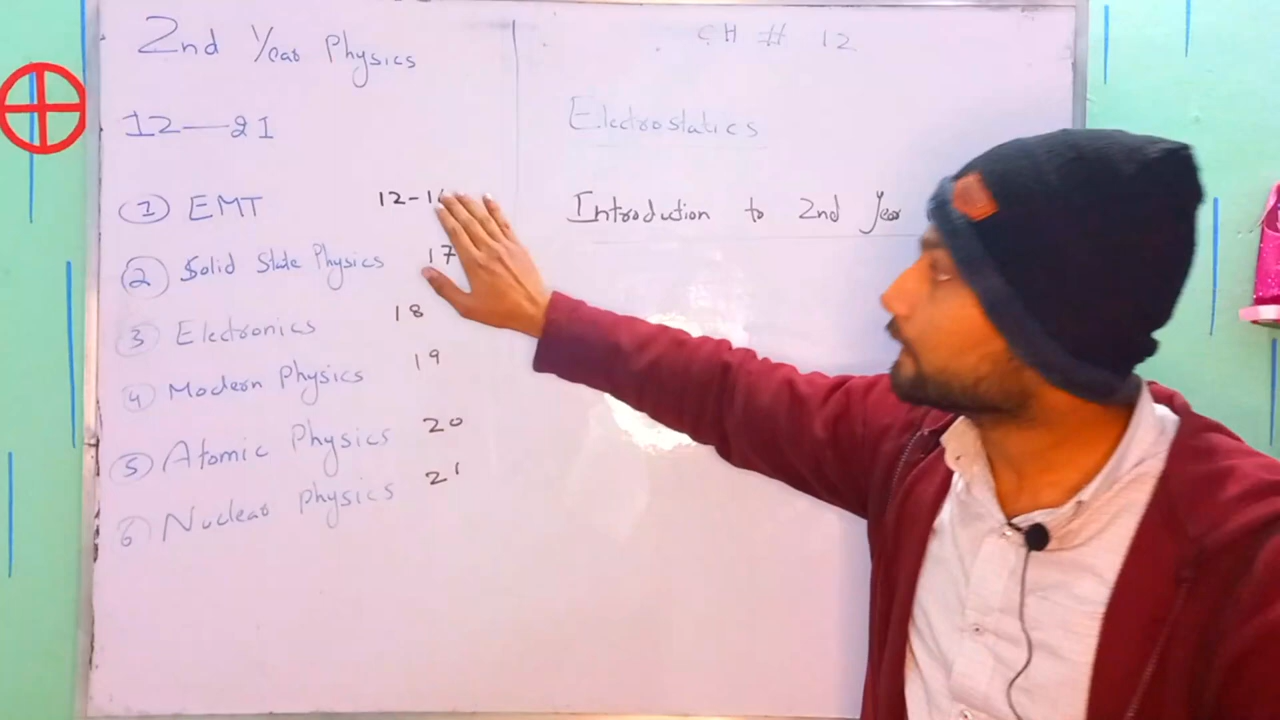 2nd Year Physics
12—21
1 EMT 12-16
2 Solid State Physics 17
3 Electronics 18
4 Modern Physics 19
5 Atomic Physics 20
6 Nuclear Physics 21
CH # 12
Electrostatics
Introduction to 2nd Year